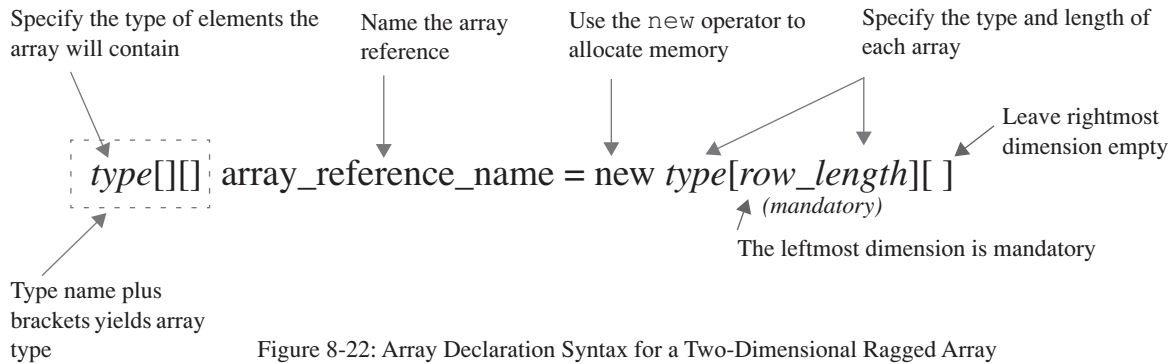 Specify the type of elements the
array will contain
Name the array
reference
Use the new operator to
allocate memory
Specify the type and length of
each array
Leave rightmost
dimension empty
type[][] array_reference_name = new type[row_length][ ]
(mandatory)
The leftmost dimension is mandatory
Type name plus
brackets yields array
type
Figure 8-22: Array Declaration Syntax for a Two-Dimensional Ragged Array